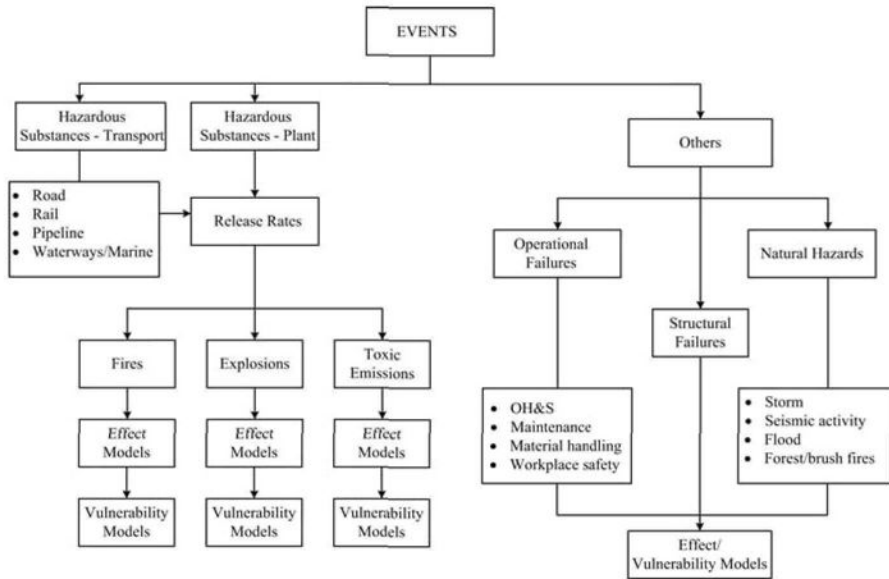 EVENTS
Hazardous
Substances - Transport
Hazardous
Substances - Plant
Others
• Road
• Rail
• Pipeline
• Waterways/Marine
Release Rates
Operational
Failures
Natural Hazards
Structural
Failures
Fires
Explosions
Toxic
Emissions
• OH&S
• Maintenance
• Material handling
• Workplace safety
• Storm
• Seismic activity
• Flood
• Forest/brush fires
Effect
Models
Effect
Models
Effect
Models
Vulnerability
Models
Vulnerability
Models
Vulnerability
Models
Effect/
Vulnerability Models